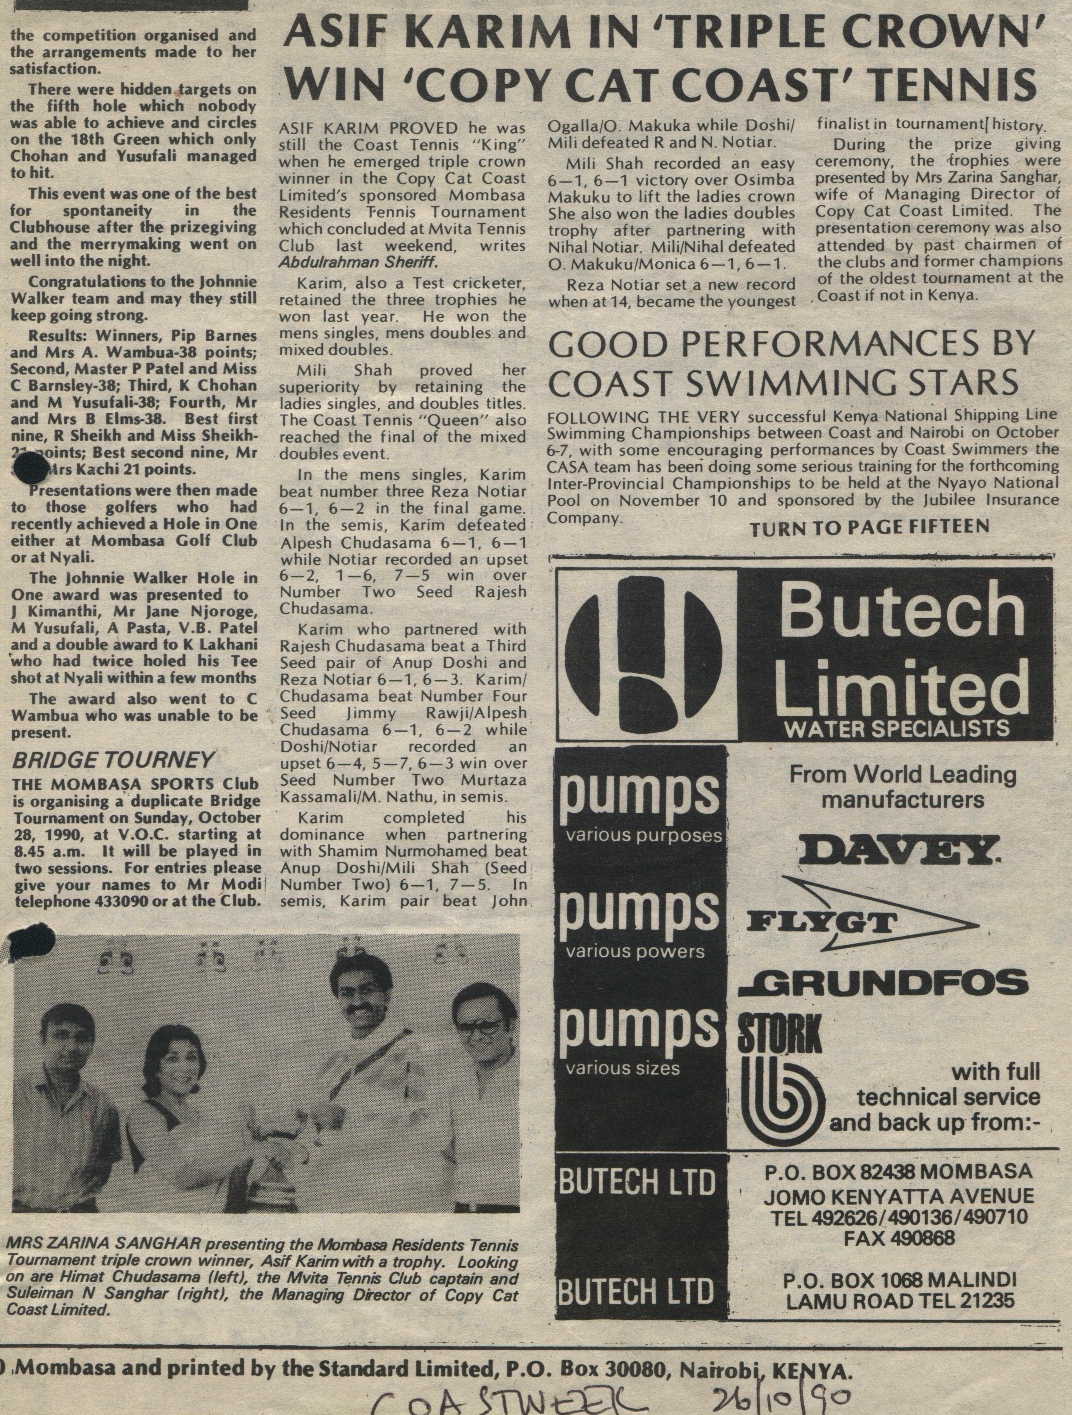 the competition organised and
the arrangements made to her
satisfaction.
There were hidden targets on
the fifth hole which nobody
was able to achieve and circles
on the 18th Green which only
Chohan and Yusufali managed
to hit.
This event was one of the best
for spontaneity in the
Clubhouse after the prizegiving
and the merrymaking went on
well into the night.
Congratulations to the Johnnie
Walker team and may they still
keep going strong.
Results: Winners, Pip Barnes
and Mrs A. Wambua-38 points;
Second, Master P Patel and Miss
C Barnsley-38; Third, K Chohan
and M Yusufali-38; Fourth, Mr
and Mrs B Elms-38. Best first
nine, R Sheikh and Miss Sheikh-
21 points; Best second nine, Mr
Mrs Kachi 21 points.
Presentations were then made
to those golfers who had
recently achieved a Hole in One
either at Mombasa Golf Club
or at Nyali.
The Johnnie Walker Hole in
One award was presented to
J Kimanthi, Mr Jane Njoroge,
M Yusufali, A Pasta, V.B. Patel
and a double award to K Lakhani
who had twice holed his Tee
shot at Nyali within a few months
The award also went to C
Wambua who was unable to be
present.
BRIDGE TOURNEY
THE MOMBASA SPORTS Club
is organising a duplicate Bridge
Tournament on Sunday, October
28, 1990, at V.O.C. starting at
8.45 a.m. It will be played in
two sessions. For entries please
give your names to Mr Modi
telephone 433090 or at the Club.
ASIF KARIM IN 'TRIPLE CROWN'
WIN 'COPY CAT COAST' TENNIS
ASIF KARIM PROVED he was
still the Coast Tennis "King"
when he emerged triple crown
winner in the Copy Cat Coast
Limited's sponsored Mombasa
Residents Tennis Tournament
which concluded at Mvita Tennis
Club last weekend, writes
Abdulrahman Sheriff.
Karim, also a Test cricketer,
retained the three trophies he
won last year. He won the
mens singles, mens doubles and
mixed doubles.
Mili Shah proved her
superiority by retaining the
ladies singles, and doubles titles.
The Coast Tennis "Queen" also
reached the final of the mixed
doubles event.
In the mens singles, Karim
beat number three Reza Notiar
6—1, 6—2 in the final game.
In the semis, Karim defeated
Alpesh Chudasama 6—1, 6—1
while Notiar recorded an upset
6—2, 1—6, 7—5 win over
Number Two Seed Rajesh
Chudasama.
Karim who partnered with
Rajesh Chudasama beat a Third
Seed pair of Anup Doshi and
Reza Notiar 6—1, 6—3. Karim/
Chudasama beat Number Four
Seed Jimmy Rawji/Alpesh
Chudasama 6—1, 6—2 while
Doshi/Notiar recorded an
upset 6—4, 5—7, 6—3 win over
Seed Number Two Murtaza
Kassamali/M. Nathu, in semis.
Karim completed his
dominance when partnering
with Shamim Nurmohamed beat
Anup Doshi/Mili Shah (Seed
Number Two) 6—1, 7—5. In
semis, Karim pair beat John
Ogalla/O. Makuka while Doshi/
Mili defeated R and N. Notiar.
Mili Shah recorded an easy
6—1, 6—1 victory over Osimba
Makuku to lift the ladies crown
She also won the ladies doubles
trophy after partnering with
Nihal Notiar. Mili/Nihal defeated
O. Makuku/Monica 6—1, 6—1.
Reza Notiar set a new record
when at 14, became the youngest
finalist in tournament history.
During the prize giving
ceremony, the trophies were
presented by Mrs Zarina Sanghar,
wife of Managing Director of
Copy Cat Coast Limited. The
presentation ceremony was also
attended by past chairmen of
the clubs and former champions
of the oldest tournament at the
Coast if not in Kenya.
GOOD PERFORMANCES BY
COAST SWIMMING STARS
FOLLOWING THE VERY successful Kenya National Shipping Line
Swimming Championships between Coast and Nairobi on October
6-7, with some encouraging performances by Coast Swimmers the
CASA team has been doing some serious training for the forthcoming
Inter-Provincial Championships to be held at the Nyayo National
Pool on November 10 and sponsored by the Jubilee Insurance
Company.
TURN TO PAGE FIFTEEN
Butech
Limited
WATER SPECIALISTS
pumps
various purposes
pumps
various powers
pumps
various sizes
From World Leading
manufacturers
DAVEY.
FLYGT
GRUNDFOS
STORK
with full
technical service
and back up from:-
BUTECH LTD
P.O. BOX 82438 MOMBASA
JOMO KENYATTA AVENUE
TEL 492626/490136/490710
FAX 490868
BUTECH LTD
P.O. BOX 1068 MALINDI
LAMU ROAD TEL 21235
MRS ZARINA SANGHAR presenting the Mombasa Residents Tennis
Tournament triple crown winner, Asif Karim with a trophy. Looking
on are Himat Chudasama (left), the Mvita Tennis Club captain and
Suleiman N Sanghar (right), the Managing Director of Copy Cat
Coast Limited.
Mombasa and printed by the Standard Limited, P.O. Box 30080, Nairobi, KENYA.
COASTWEEK 26/10/90